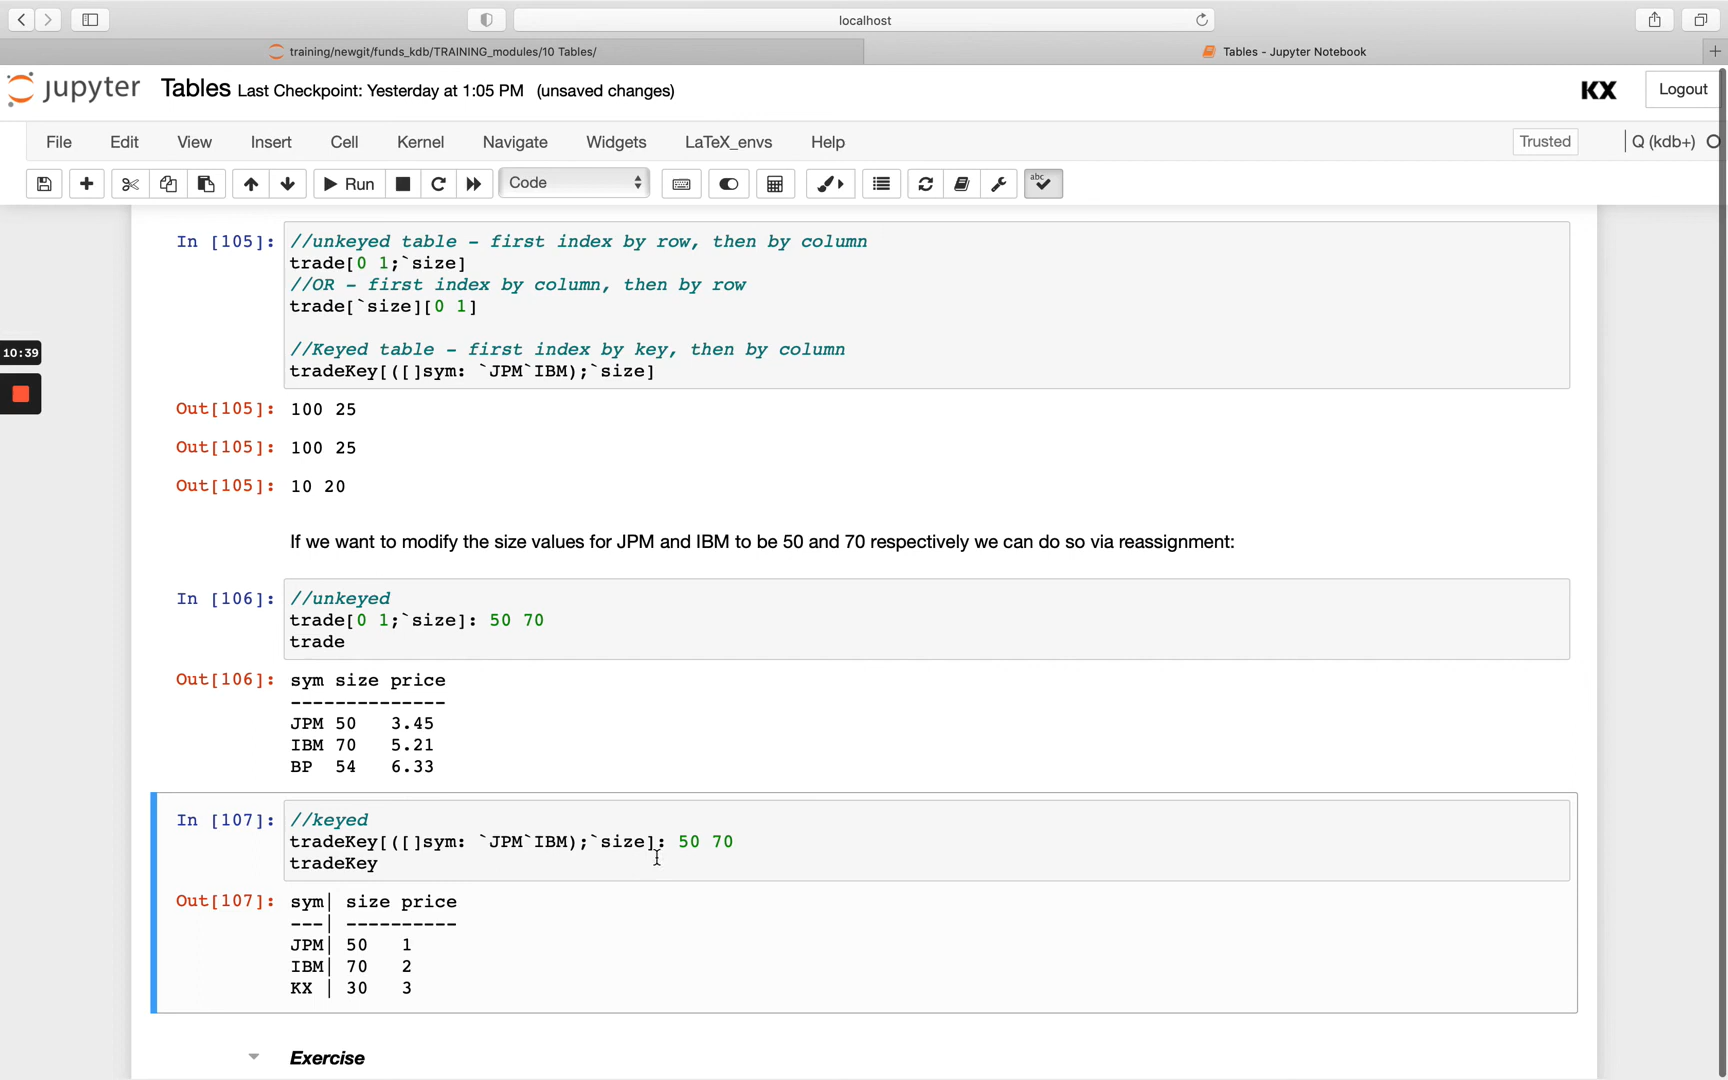 localhost
training/newgit/funds_kdb/TRAINING_modules/10 Tables/
Tables - Jupyter Notebook
jupyter Tables Last Checkpoint: Yesterday at 1:05 PM (unsaved changes)
KX
Logout
File Edit View Insert Cell Kernel Navigate Widgets LaTeX_envs Help
Trusted
Q (kdb+)
Run
Code
abc
In [105]: //unkeyed table - first index by row, then by column
trade[0 1;`size]
//OR - first index by column, then by row
trade[`size][0 1]
//Keyed table - first index by key, then by column
tradeKey[([]sym: `JPM`IBM);`size]
10:39
Out[105]: 100 25
Out[105]: 100 25
Out[105]: 10 20
If we want to modify the size values for JPM and IBM to be 50 and 70 respectively we can do so via reassignment:
In [106]: //unkeyed
trade[0 1;`size]: 50 70
trade
Out[106]: sym size price
--------------
JPM 50 3.45
IBM 70 5.21
BP 54 6.33
In [107]: //keyed
tradeKey[([]sym: `JPM`IBM);`size]: 50 70
tradeKey
Out[107]: sym| size price
---| ----------
JPM| 50 1
IBM| 70 2
KX | 30 3
Exercise